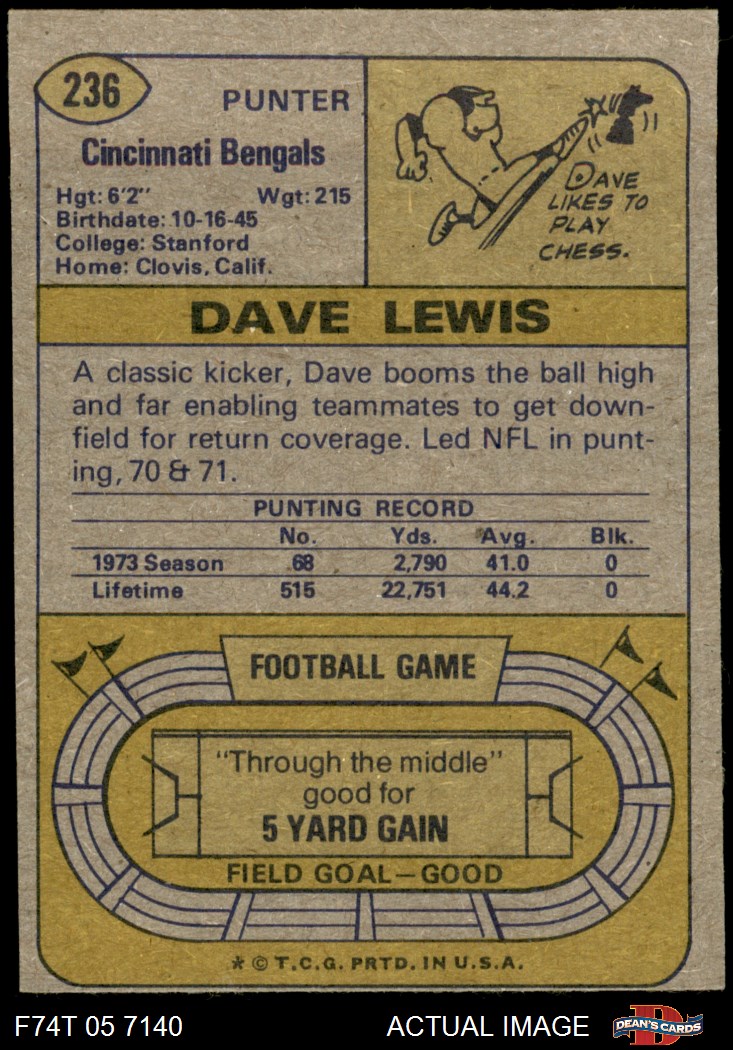 236
PUNTER
Cincinnati Bengals
Hgt: 6'2" Wgt: 215
Birthdate: 10-16-45
College: Stanford
Home: Clovis, Calif.
DAVE
LIKES TO
PLAY
CHESS.
DAVE LEWIS
A classic kicker, Dave booms the ball high
and far enabling teammates to get down-
field for return coverage. Led NFL in punt-
ing, 70 & 71.
PUNTING RECORD
No. Yds. Avg. Blk.
1973 Season 68 2,790 41.0 0
Lifetime 515 22,751 44.2 0
FOOTBALL GAME
"Through the middle"
good for
5 YARD GAIN
FIELD GOAL—GOOD
* © T.C.G. PRTD. IN U.S.A.
F74T 05 7140 ACTUAL IMAGE
D
DEAN'S CARDS